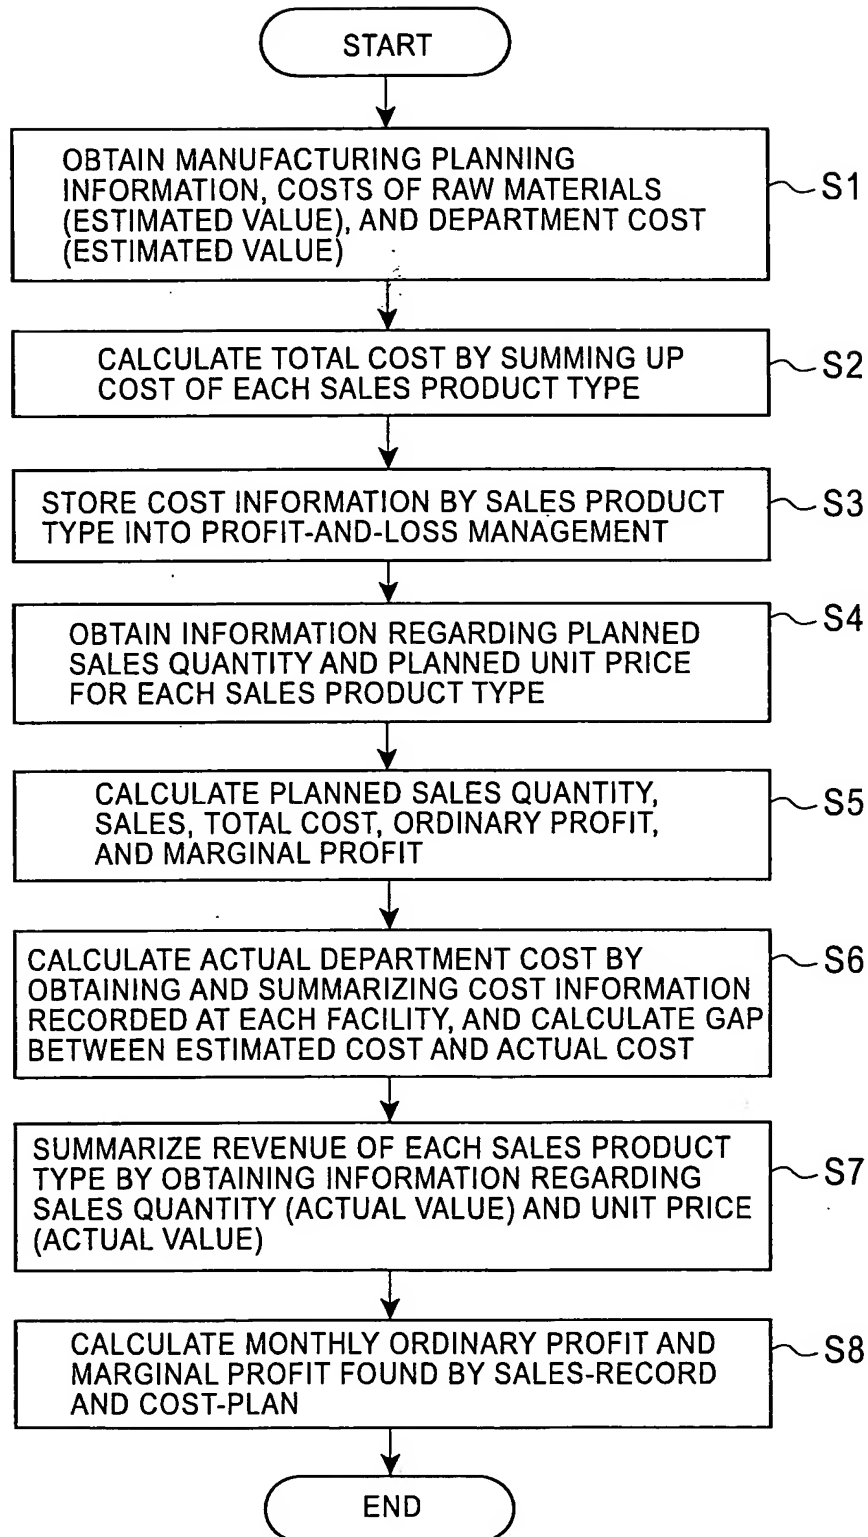 START
OBTAIN MANUFACTURING PLANNING
INFORMATION, COSTS OF RAW MATERIALS
(ESTIMATED VALUE), AND DEPARTMENT COST
(ESTIMATED VALUE)
S1
CALCULATE TOTAL COST BY SUMMING UP
COST OF EACH SALES PRODUCT TYPE
S2
STORE COST INFORMATION BY SALES PRODUCT
TYPE INTO PROFIT-AND-LOSS MANAGEMENT
S3
OBTAIN INFORMATION REGARDING PLANNED
SALES QUANTITY AND PLANNED UNIT PRICE
FOR EACH SALES PRODUCT TYPE
S4
CALCULATE PLANNED SALES QUANTITY,
SALES, TOTAL COST, ORDINARY PROFIT,
AND MARGINAL PROFIT
S5
CALCULATE ACTUAL DEPARTMENT COST BY
OBTAINING AND SUMMARIZING COST INFORMATION
RECORDED AT EACH FACILITY, AND CALCULATE GAP
BETWEEN ESTIMATED COST AND ACTUAL COST
S6
SUMMARIZE REVENUE OF EACH SALES PRODUCT
TYPE BY OBTAINING INFORMATION REGARDING
SALES QUANTITY (ACTUAL VALUE) AND UNIT PRICE
(ACTUAL VALUE)
S7
CALCULATE MONTHLY ORDINARY PROFIT AND
MARGINAL PROFIT FOUND BY SALES-RECORD
AND COST-PLAN
S8
END